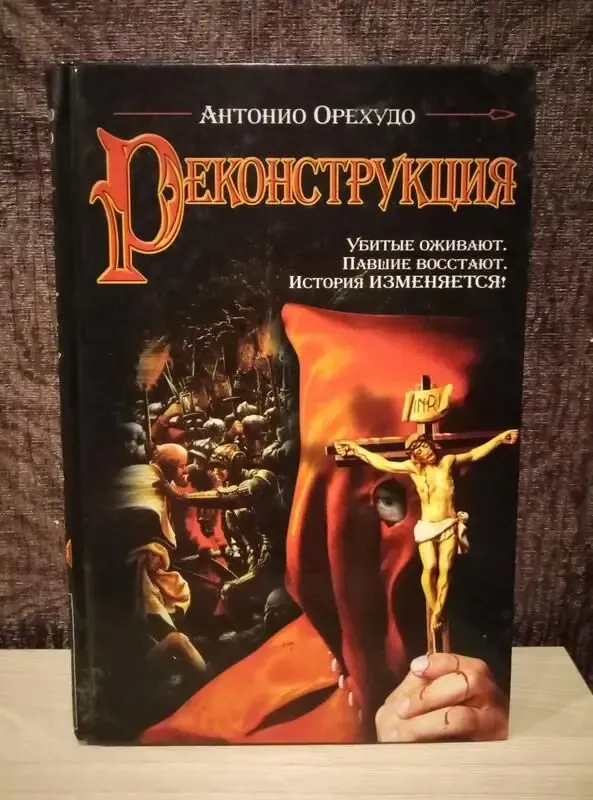 Антонио Орехудо
Реконструкция
Убитые оживают.
Павшие восстают.
История ИЗМЕНЯЕТСЯ!
INRI